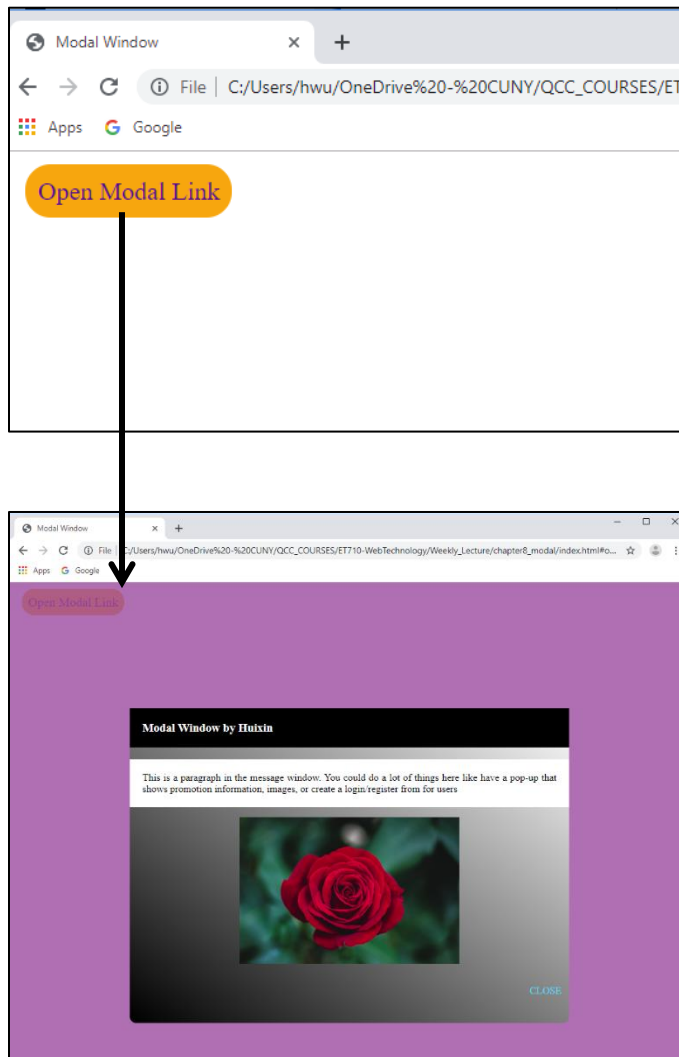 Modal Window
File | C:/Users/hwu/OneDrive%20-%20CUNY/QCC_COURSES/ET
Apps Google
Open Modal Link
Modal Window
File | C:/Users/hwu/OneDrive%20-%20CUNY/QCC_COURSES/ET710-WebTechnology/Weekly_Lecture/chapter8_modal/index.html#o...
Apps Google
Open Modal Link
Modal Window by Huixin
This is a paragraph in the message window. You could do a lot of things here like have a pop-up that
shows promotion information, images, or create a login/register from for users
CLOSE